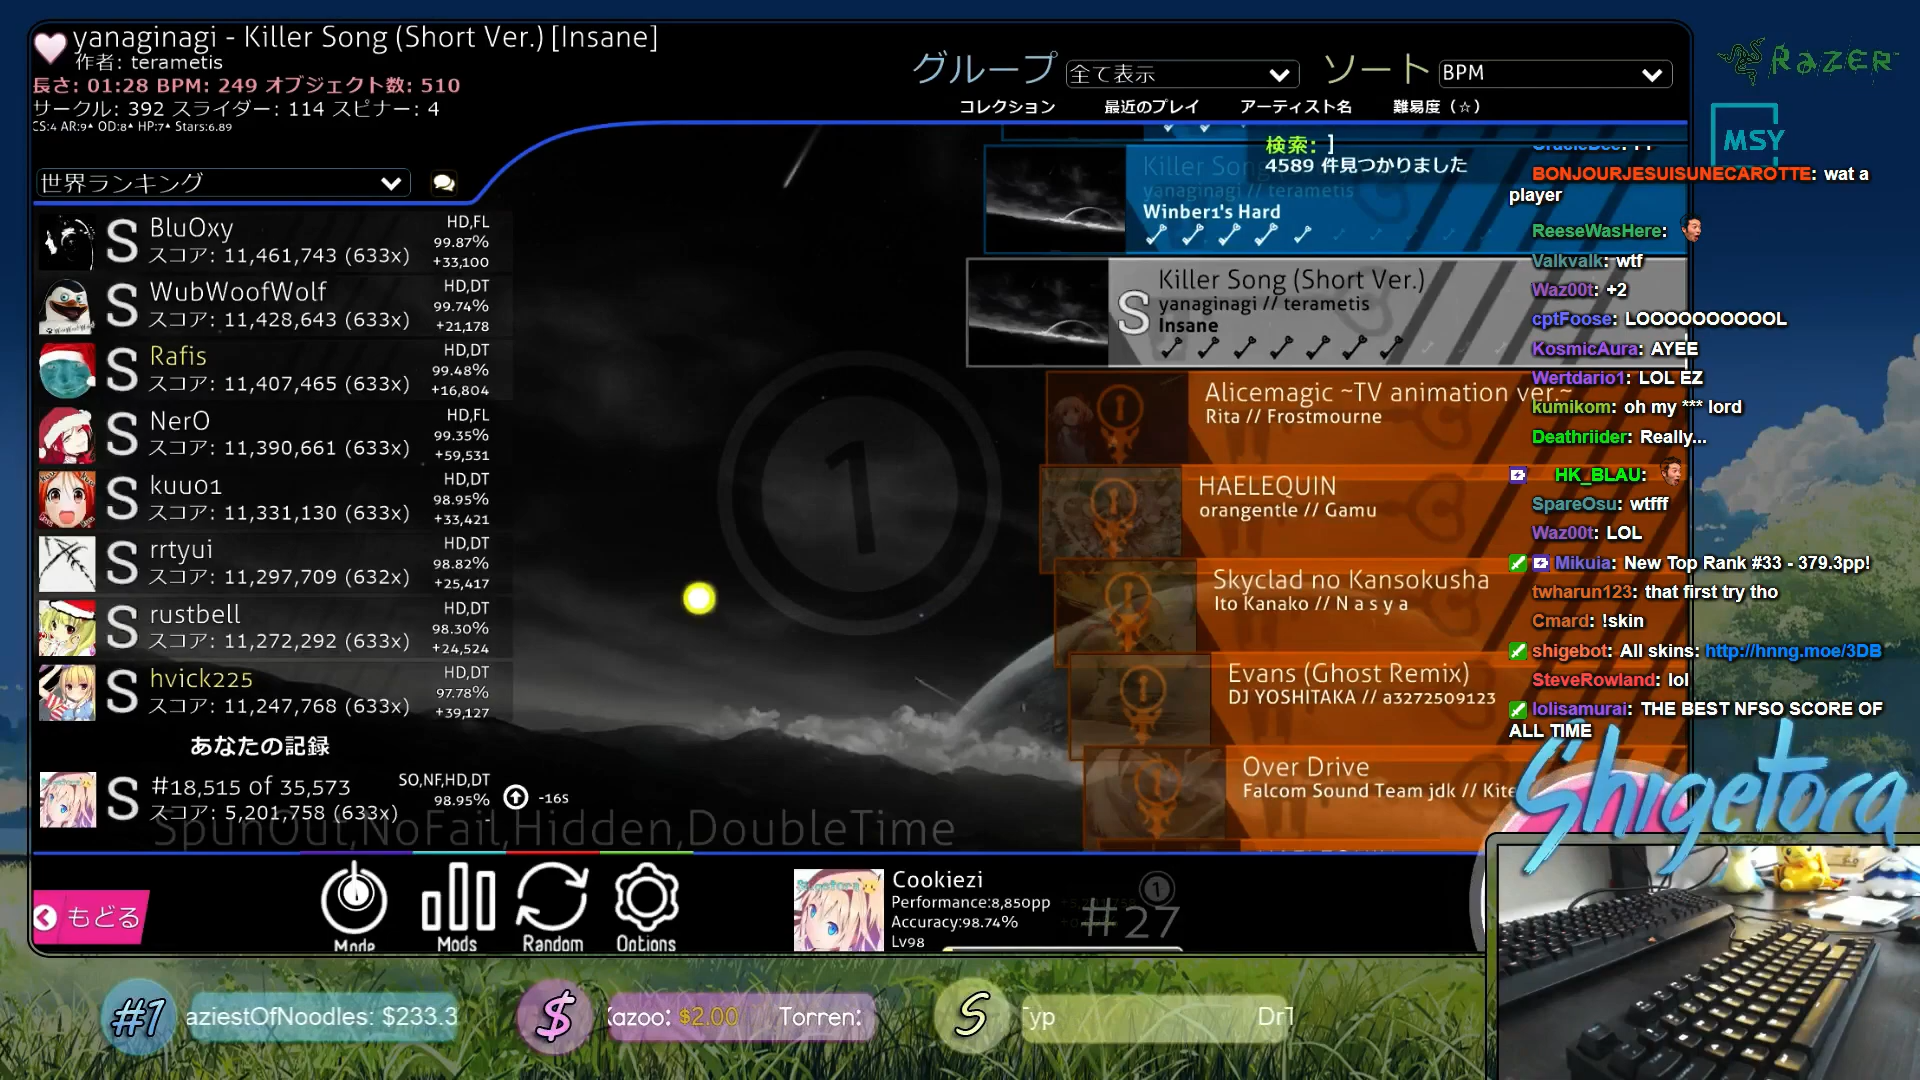 yanaginagi - Killer Song (Short Ver.) [Insane]
作者: terametis
長さ: 01:28 BPM: 249 オブジェクト数: 510
サークル: 392 スライダー: 114 スピナー: 4
CS:4 AR:9▲ OD:8▲ HP:7▲ Stars:6.89
世界ランキング
グループ 全て表示 ソート BPM
コレクション 最近のプレイ アーティスト名 難易度 (☆)
検索: ]
4589 件見つかりました
BluOxy HD,FL
スコア: 11,461,743 (633x) 99.87%
+33,100
WubWoofWolf HD,DT
スコア: 11,428,643 (633x) 99.74%
+21,178
Rafis HD,DT
スコア: 11,407,465 (633x) 99.48%
+16,804
NerO HD,FL
スコア: 11,390,661 (633x) 99.35%
+59,531
kuu01 HD,DT
スコア: 11,331,130 (633x) 98.95%
+33,421
rrtyui HD,DT
スコア: 11,297,709 (632x) 98.82%
+25,417
rustbell HD,DT
スコア: 11,272,292 (633x) 98.30%
+24,524
hvick225 HD,DT
スコア: 11,247,768 (633x) 97.78%
+39,127
あなたの記録
#18,515 of 35,573 SO,NF,HD,DT
スコア: 5,201,758 (633x) 98.95%
-16s
SpunOut,NoFail,Hidden,DoubleTime
Killer Song
yanaginagi // terametis
Winber1's Hard
Killer Song (Short Ver.)
yanaginagi // terametis
Insane
Alicemagic ~TV animation ver.~
Rita // Frostmourne
HAELEQUIN
orangentle // Gamu
Skyclad no Kansokusha
Ito Kanako // N a s y a
Evans (Ghost Remix)
DJ YOSHITAKA // a3272509123
Over Drive
Falcom Sound Team jdk // Kite
もどる
Mode
Mods
Random
Options
Cookiezi
Performance:8,850pp
Accuracy:98.74%
Lv98
#27
RAZER
MSY
BONJOURJESUISUNECAROTTE: wat a
player
ReeseWasHere:
Valkvalk: wtf
Waz00t: +2
cptFoose: LOOOOOOOOOOL
KosmicAura: AYEE
Wertdario1: LOL EZ
kumikom: oh my *** lord
Deathriider: Really...
HK_BLAU:
SpareOsu: wtfff
Waz00t: LOL
Mikuia: New Top Rank #33 - 379.3pp!
twharun123: that first try tho
Cmard: !skin
shigebot: All skins: http://hnng.moe/3DB
SteveRowland: lol
lolisamurai: THE BEST NFSO SCORE OF
ALL TIME
Shigetora
#1 aziestOfNoodles: $233.3
$ Kazoo: $2.00 Torren:
S Typ DrT